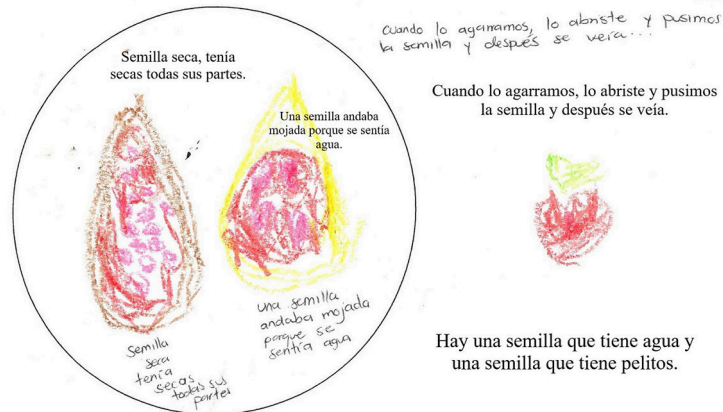 cuando lo agarramos, lo abriste y pusimos
la semilla y después se veía...
Semilla seca, tenía
secas todas sus partes.
Una semilla andaba
mojada porque se sentía
agua.
Cuando lo agarramos, lo abriste y pusimos
la semilla y después se veía.
semilla
seca
tenía
secas
todas sus
partes
una semilla
andaba mojada
porque se
sentía agua
Hay una semilla que tiene agua y
una semilla que tiene pelitos.